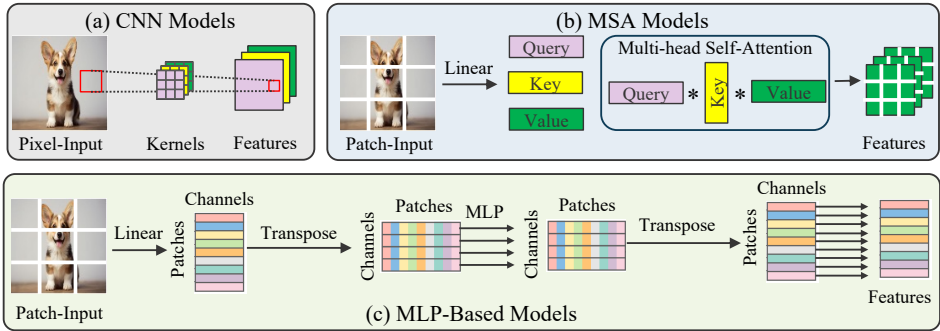 (a) CNN Models
Pixel-Input
Kernels
Features
(b) MSA Models
Linear
Query
Key
Value
Multi-head Self-Attention
Query * Key * Value
Patch-Input
Features
Channels
Patches
Linear
Transpose
Patches
Channels
MLP
Patches
Channels
Transpose
Channels
Patches
Patch-Input
Features
(c) MLP-Based Models